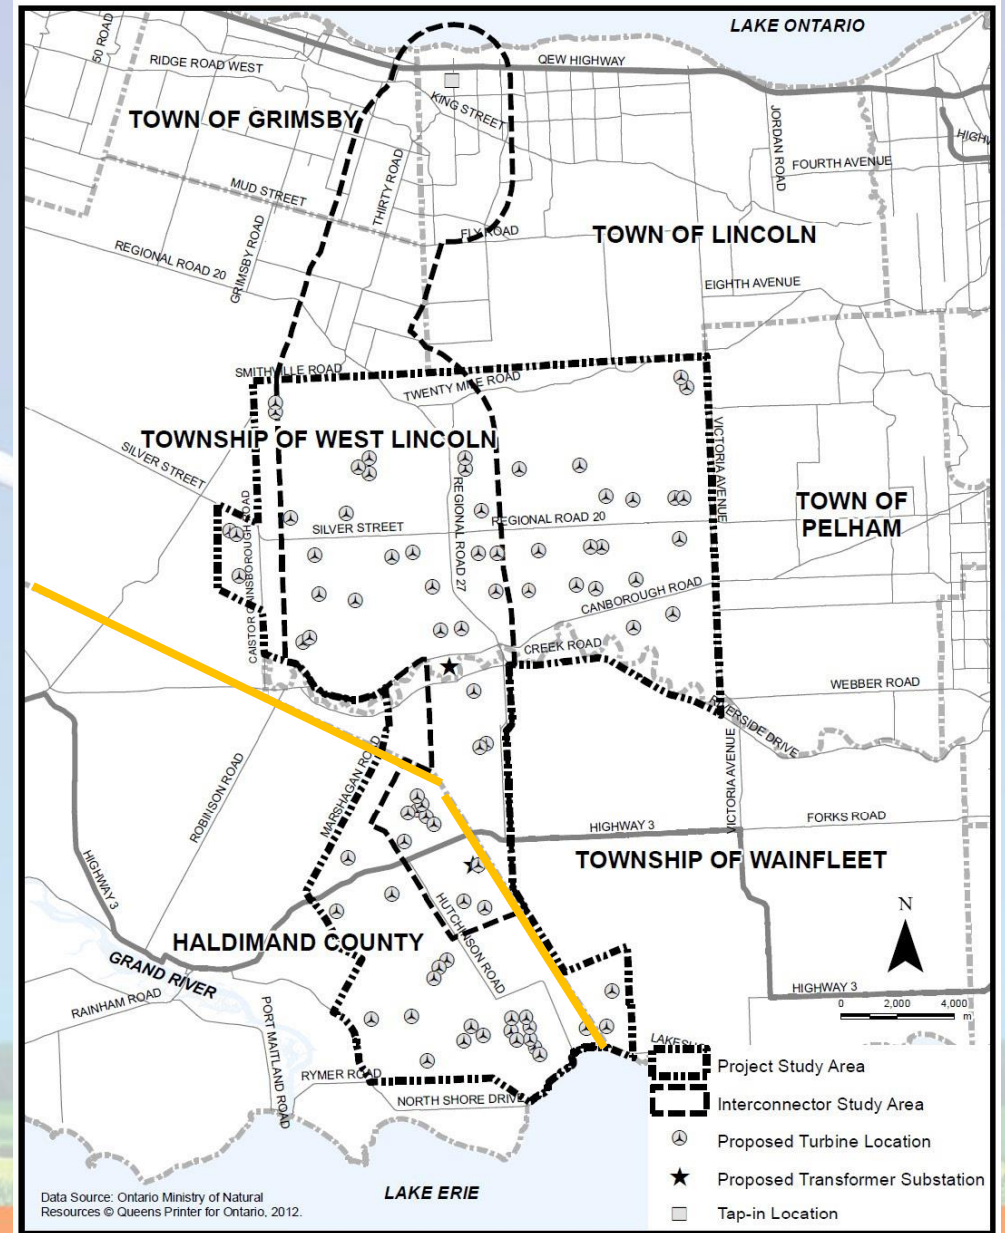 LAKE ONTARIO
50 ROAD
RIDGE ROAD WEST
QEW HIGHWAY
KING STREET
TOWN OF GRIMSBY
JORDAN ROAD
FOURTH AVENUE
MUD STREET
THIRTY ROAD
FLY ROAD
TOWN OF LINCOLN
GRIMSBY ROAD
REGIONAL ROAD 20
EIGHTH AVENUE
SMITHVILLE ROAD
TWENTY MILE ROAD
TOWNSHIP OF WEST LINCOLN
SILVER STREET
VICTORIA AVENUE
REGIONAL ROAD 27
CAISTOR GAINSBOROUGH ROAD
SILVER STREET
REGIONAL ROAD 20
TOWN OF
PELHAM
CANBOROUGH ROAD
CREEK ROAD
WEBBER ROAD
RIVERSIDE DRIVE
MARSHAGAN ROAD
ROBINSON ROAD
VICTORIA AVENUE
FORKS ROAD
HIGHWAY 3
HIGHWAY 3
TOWNSHIP OF WAINFLEET
HUTCHINSON ROAD
N
HALDIMAND COUNTY
GRAND RIVER
HIGHWAY 3
0 2,000 4,000
m
RAINHAM ROAD
PORT MAITLAND ROAD
RYMER ROAD
NORTH SHORE DRIVE
Project Study Area
Interconnector Study Area
Proposed Turbine Location
Proposed Transformer Substation
Tap-in Location
LAKE ERIE
Data Source: Ontario Ministry of Natural
Resources © Queens Printer for Ontario, 2012.